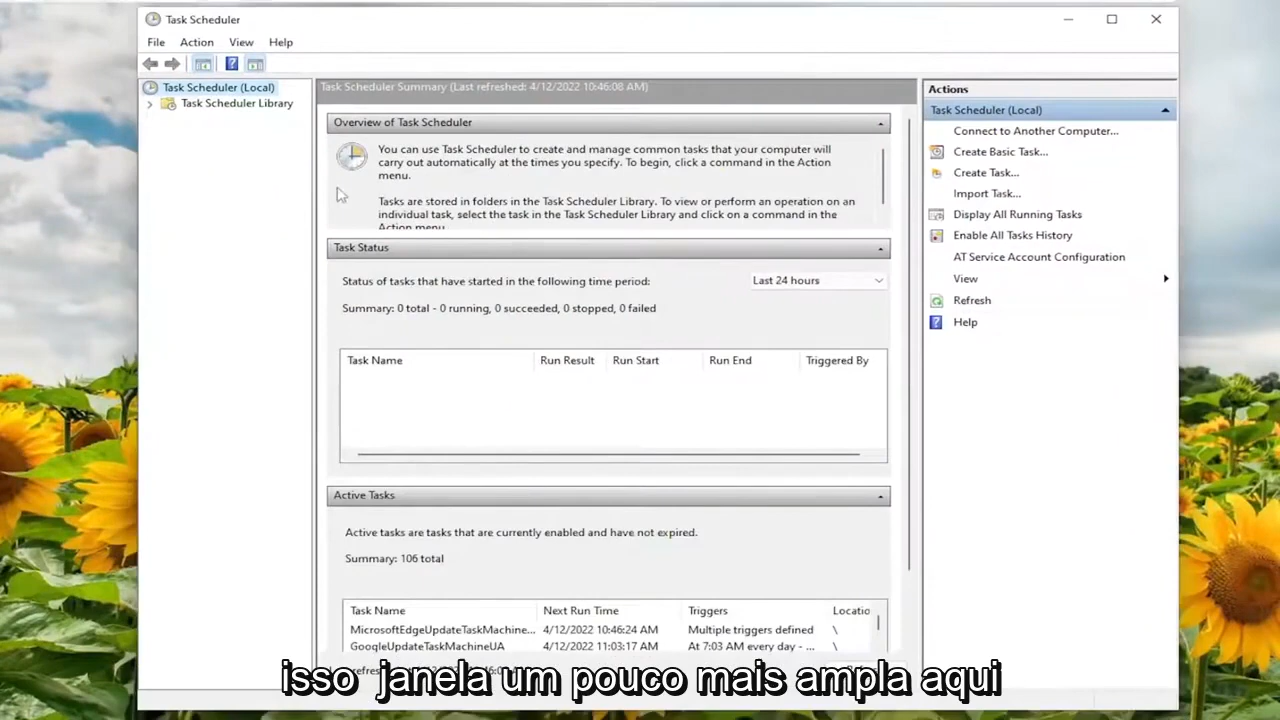 Task Scheduler
File Action View Help
Task Scheduler (Local)
Task Scheduler Library
Task Scheduler Summary (Last refreshed: 4/12/2022 10:46:08 AM)
Overview of Task Scheduler
You can use Task Scheduler to create and manage common tasks that your computer will
carry out automatically at the times you specify. To begin, click a command in the Action
menu.
Tasks are stored in folders in the Task Scheduler Library. To view or perform an operation on an
individual task, select the task in the Task Scheduler Library and click on a command in the
Action menu
Task Status
Status of tasks that have started in the following time period:
Last 24 hours
Summary: 0 total - 0 running, 0 succeeded, 0 stopped, 0 failed
Task Name Run Result Run Start Run End Triggered By
Active Tasks
Active tasks are tasks that are currently enabled and have not expired.
Summary: 106 total
Task Name Next Run Time Triggers Locatio
MicrosoftEdgeUpdateTaskMachine... 4/12/2022 10:46:24 AM Multiple triggers defined \
GoogleUpdateTaskMachineUA 4/12/2022 11:03:17 AM At 7:03 AM every day - ... \
Actions
Task Scheduler (Local)
Connect to Another Computer...
Create Basic Task...
Create Task...
Import Task...
Display All Running Tasks
Enable All Tasks History
AT Service Account Configuration
View
Refresh
Help
isso janela um pouco mais ampla aqui